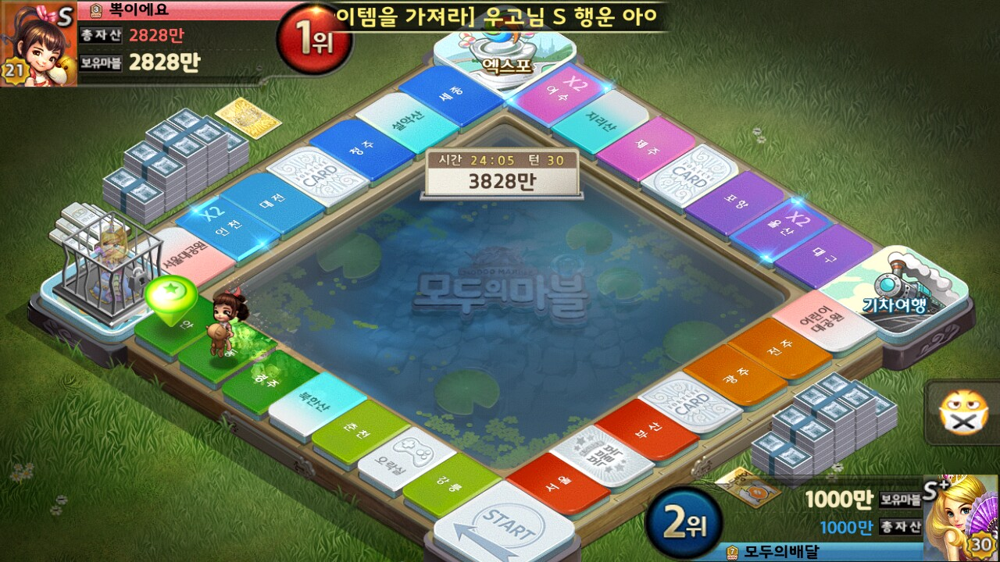 S
3
뽁이에요
총자산 2828만
보유마블 2828만
21
1위
이템을 가져라] 우고님 S 행운 아이
엑스포
세종
X2
여수
설악산
지리산
청주
제주
CARD
CARD
시간 24:05 턴 30
3828만
대전
포항
X2
인천
X2
울산
서울대공원
대구
모두의마블
기차여행
어린이
대공원
안
전주
경주
광주
북한산
CARD
춘천
부산
오락실
강릉
서울
START
1000만 보유마블
S+
1000만 총자산
2위
30
7
모두의배달